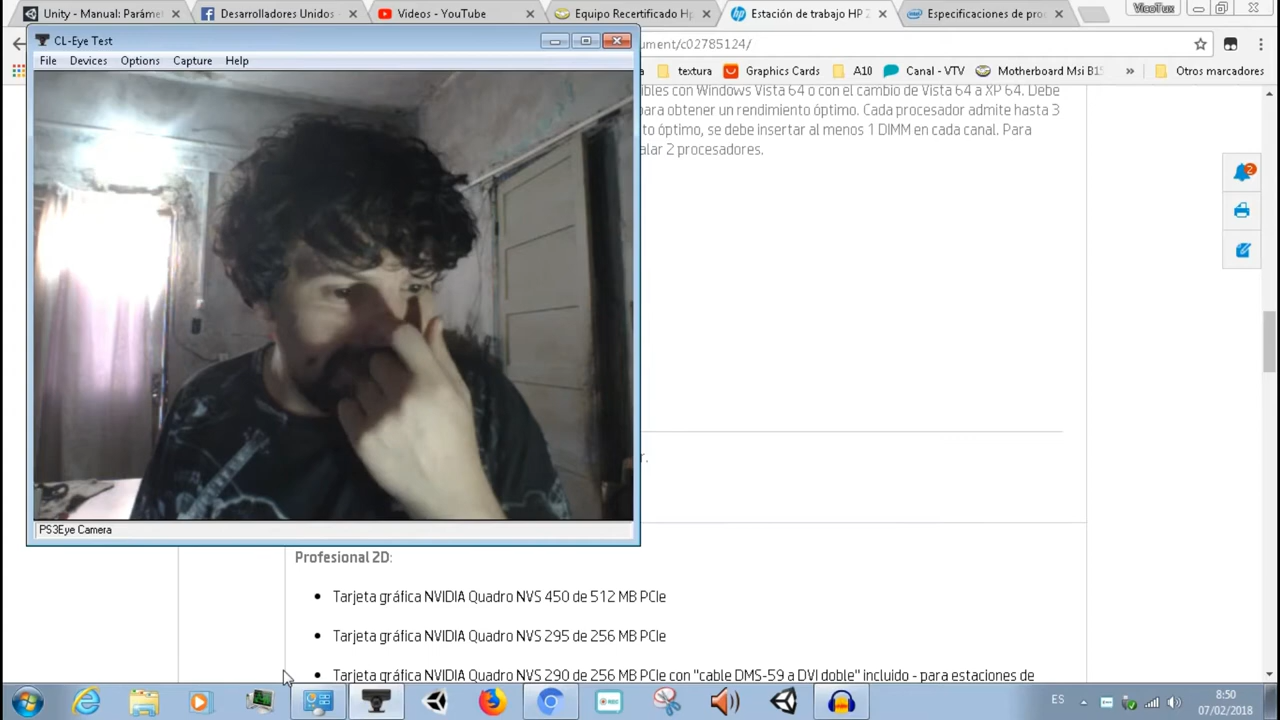 Unity - Manual: Parám
Desarrolladores Unidos
Videos - YouTube
Equipo Recertificado H
Estación de trabajo HP
Especificaciones de pro
VicoTux
CL-Eye Test
ument/c02785124/
File Devices Options Capture Help
textura
Graphics Cards
A10
Canal - VTV
Motherboard Msi B15
»
Otros marcadores
ibles con Windows Vista 64 o con el cambio de Vista 64 a XP 64. Debe
para obtener un rendimiento óptimo. Cada procesador admite hasta 3
to óptimo, se debe insertar al menos 1 DIMM en cada canal. Para
alar 2 procesadores.
2
r.
PS3Eye Camera
Profesional 2D:
• Tarjeta gráfica NVIDIA Quadro NVS 450 de 512 MB PCIe
• Tarjeta gráfica NVIDIA Quadro NVS 295 de 256 MB PCIe
• Tarjeta gráfica NVIDIA Quadro NVS 290 de 256 MB PCIe con "cable DMS-59 a DVI doble" incluido - para estaciones de
REC
ES
8:50
07/02/2018